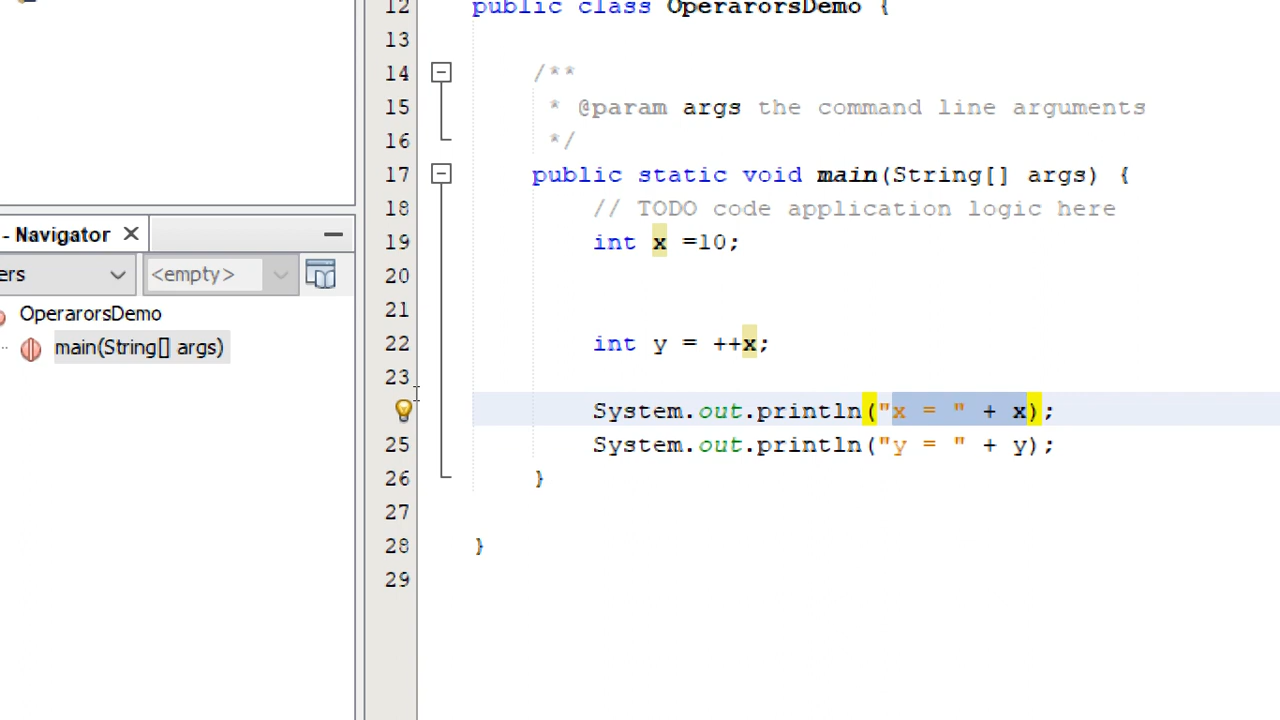 12 public class OperarorsDemo {
13
14 /**
15 * @param args the command line arguments
16 */
17 public static void main(String[] args) {
18 // TODO code application logic here
19 int x =10;
20
21
22 int y = ++x;
23
System.out.println("x = " + x);
25 System.out.println("y = " + y);
26 }
27
28 }
29
- Navigator
ers
<empty>
OperarorsDemo
main(String[] args)